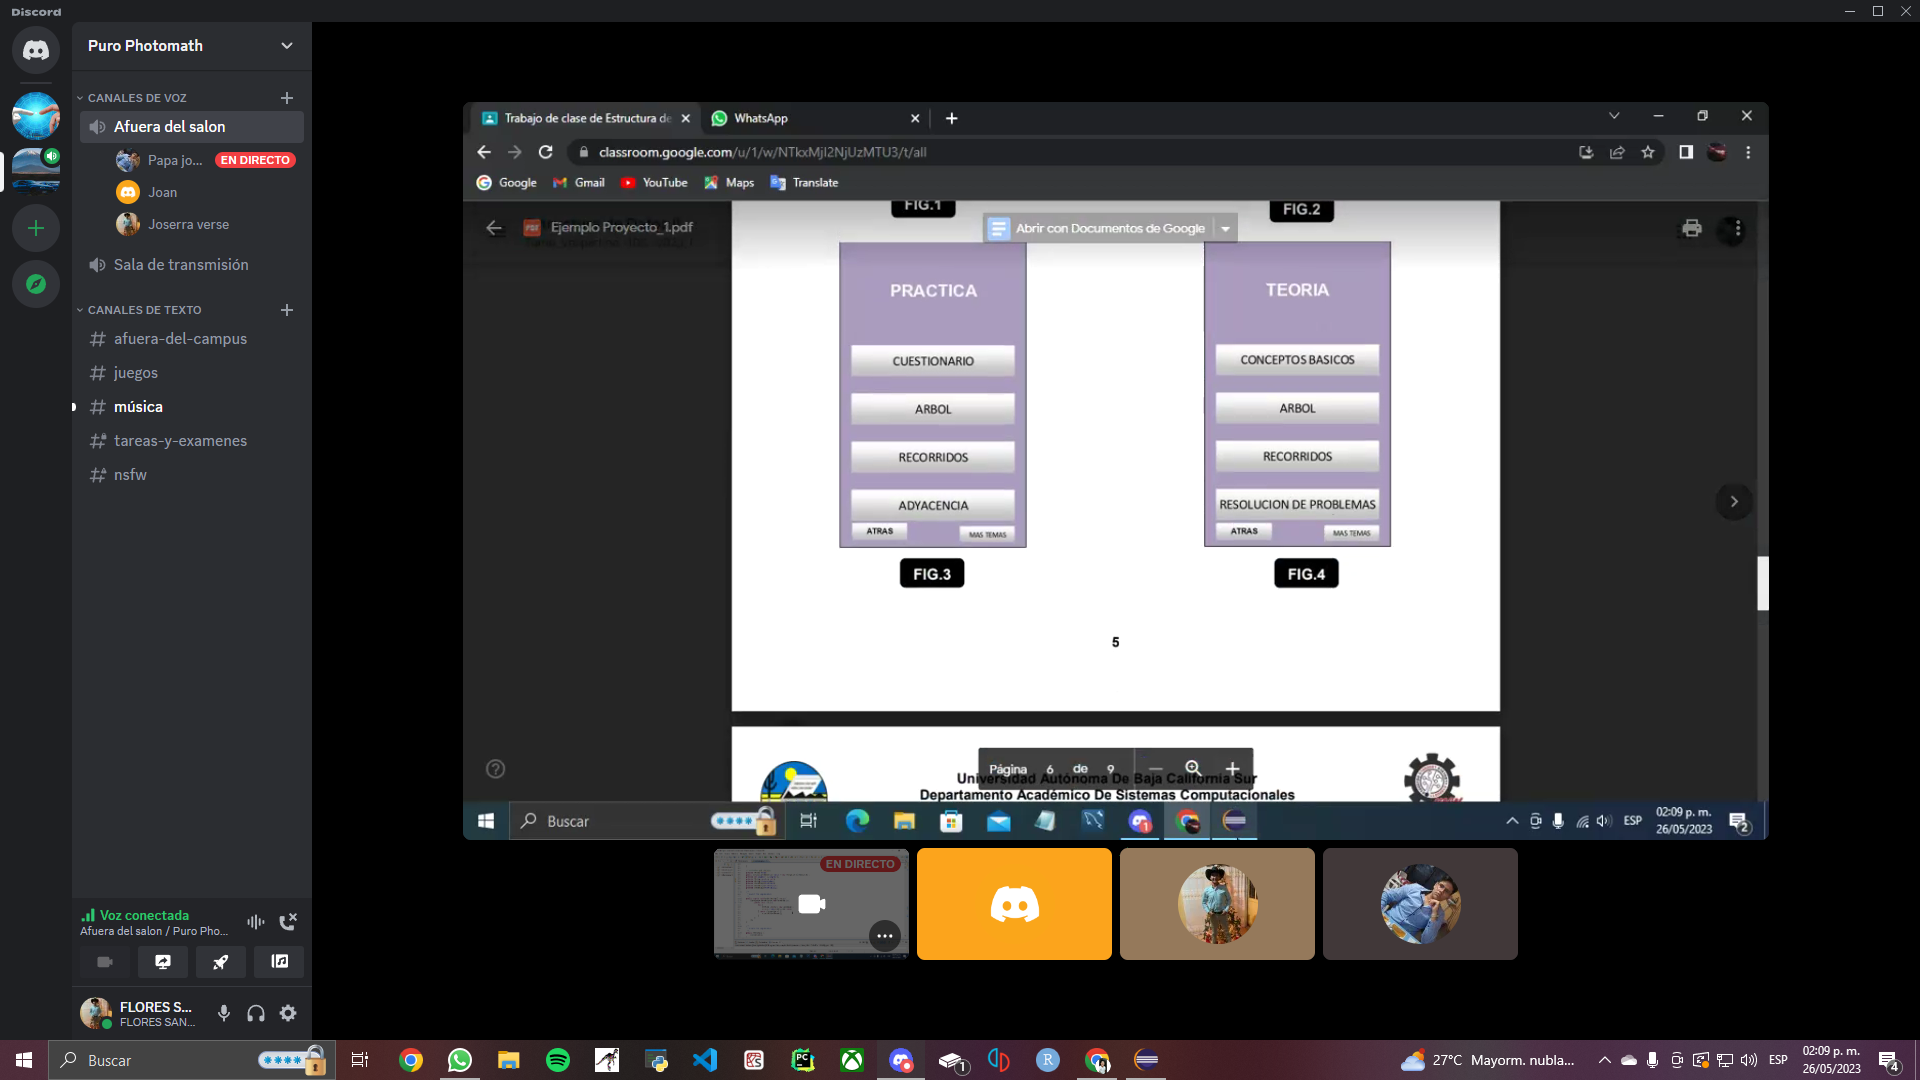 Discord
Puro Photomath
CANALES DE VOZ
Afuera del salon
Papa jo... EN DIRECTO
Joan
Joserra verse
Sala de transmisión
CANALES DE TEXTO
afuera-del-campus
juegos
música
tareas-y-examenes
nsfw
Voz conectada
Afuera del salon / Puro Pho...
FLORES S...
FLORES SAN...
Trabajo de clase de Estructura de
WhatsApp
classroom.google.com/u/1/w/NTkxMjI2NjUzMTU3/t/all
Google Gmail YouTube Maps Translate
Ejemplo Proyecto_1.pdf
Abrir con Documentos de Google
FIG.1
FIG.2
PRACTICA
CUESTIONARIO
ARBOL
RECORRIDOS
ADYACENCIA
ATRAS MAS TEMAS
FIG.3
TEORIA
CONCEPTOS BASICOS
ARBOL
RECORRIDOS
RESOLUCION DE PROBLEMAS
ATRAS MAS TEMAS
FIG.4
5
Página 6 de 9
Universidad Autónoma De Baja California Sur
Departamento Académico De Sistemas Computacionales
Buscar
ESP
02:09 p. m.
26/05/2023
2
EN DIRECTO
Buscar
27°C Mayorm. nubla...
ESP
02:09 p. m.
26/05/2023
4